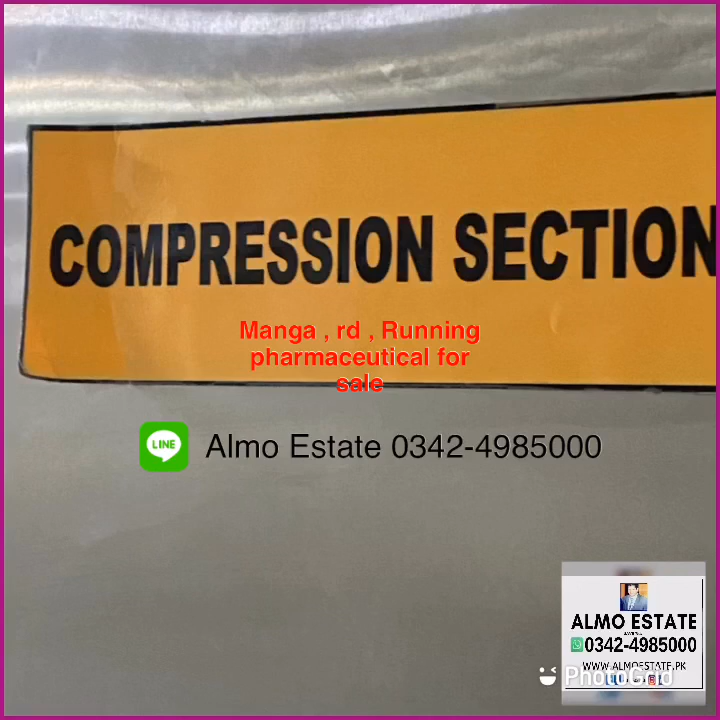 COMPRESSION SECTION
Manga , rd , Running
pharmaceutical for
sale
LINE
Almo Estate 0342-4985000
ALMO ESTATE
0342-4985000
WWW.ALMOESTATE.PK
PhotoGrid